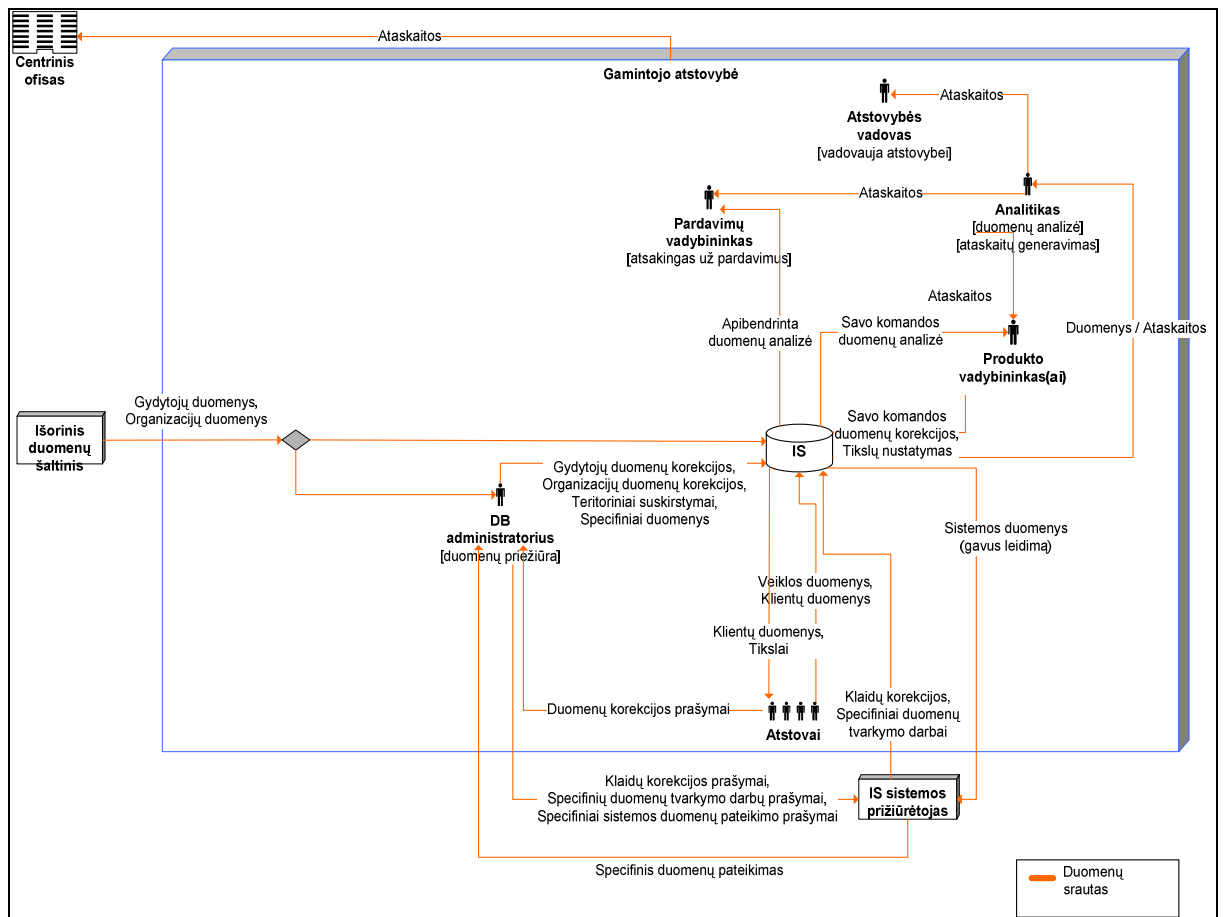 Ataskaitos
Centrinis
ofisas
Gamintojo atstovybė
Ataskaitos
Atstovybės
vadovas
[vadovauja atstovybei]
Ataskaitos
Analitikas
[duomenų analizė]
[ataskaitų generavimas]
Pardavimų
vadybininkas
[atsakingas už pardavimus]
Ataskaitos
Apibendrinta
duomenų analizė
Savo komandos
duomenų analizė
Duomenys / Ataskaitos
Produkto
vadybininkas(ai)
Gydytojų duomenys,
Organizacijų duomenys
Išorinis
duomenų
šaltinis
IS
Savo komandos
duomenų korekcijos,
Tikslų nustatymas
Gydytojų duomenų korekcijos,
Organizacijų duomenų korekcijos,
Teritoriniai suskirstymai,
Specifiniai duomenys
DB
administratorius
[duomenų priežiūra]
Sistemos duomenys
(gavus leidimą)
Veiklos duomenys,
Klientų duomenys
Klientų duomenys,
Tikslai
Duomenų korekcijos prašymai
Atstovai
Klaidų korekcijos,
Specifiniai duomenų
tvarkymo darbai
Klaidų korekcijos prašymai,
Specifinių duomenų tvarkymo darbų prašymai,
Specifiniai sistemos duomenų pateikimo prašymai
IS sistemos
prižiūrėtojas
Specifinis duomenų pateikimas
Duomenų
srautas